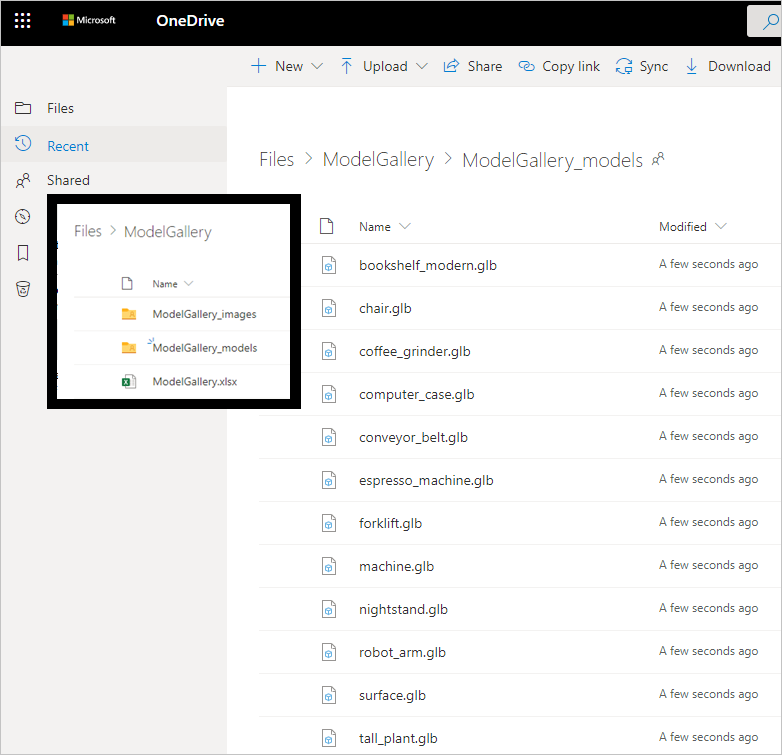 Microsoft OneDrive
New Upload Share Copy link Sync Download
Files
Recent
Shared
Files > ModelGallery
Name
ModelGallery_images
ModelGallery_models
ModelGallery.xlsx
Files > ModelGallery > ModelGallery_models
Name Modified
bookshelf_modern.glb A few seconds ago
chair.glb A few seconds ago
coffee_grinder.glb A few seconds ago
computer_case.glb A few seconds ago
conveyor_belt.glb A few seconds ago
espresso_machine.glb A few seconds ago
forklift.glb A few seconds ago
machine.glb A few seconds ago
nightstand.glb A few seconds ago
robot_arm.glb A few seconds ago
surface.glb A few seconds ago
tall_plant.glb A few seconds ago